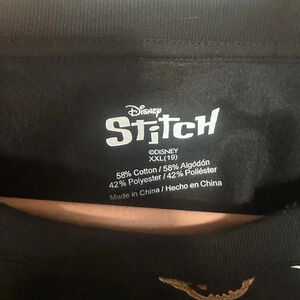 Disney
Stitch
©DISNEY
XXL(19)
58% Cotton / 58% Algodón
42% Polyester / 42% Poliéster
Made in China / Hecho en China